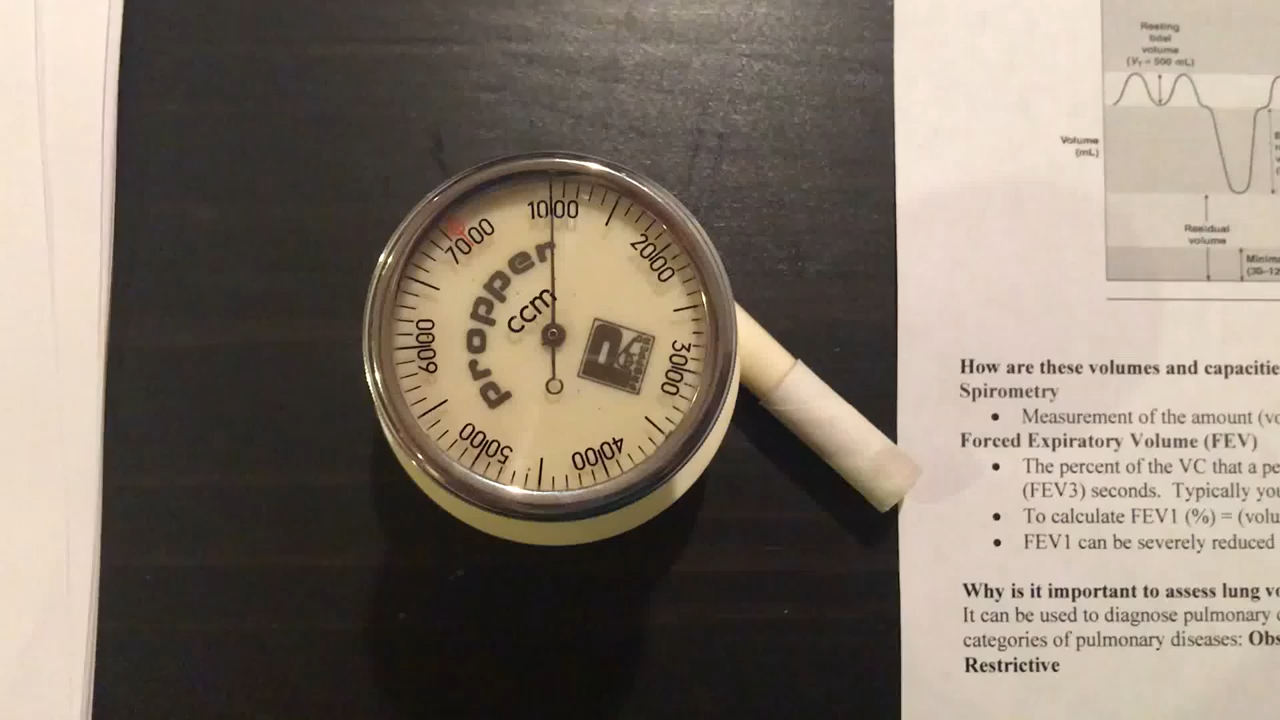 1000
2000
3000
4000
5000
6000
7000
propper
ccm
Resting
tidal
volume
(VT = 500 mL)
Volume
(mL)
Residual
volume
How are these volumes and capacitie
Spirometry
• Measurement of the amount (vo
Forced Expiratory Volume (FEV)
• The percent of the VC that a pe
(FEV3) seconds. Typically you
• To calculate FEV1 (%) = (volu
• FEV1 can be severely reduced
Why is it important to assess lung vo
It can be used to diagnose pulmonary
categories of pulmonary diseases: Obs
Restrictive